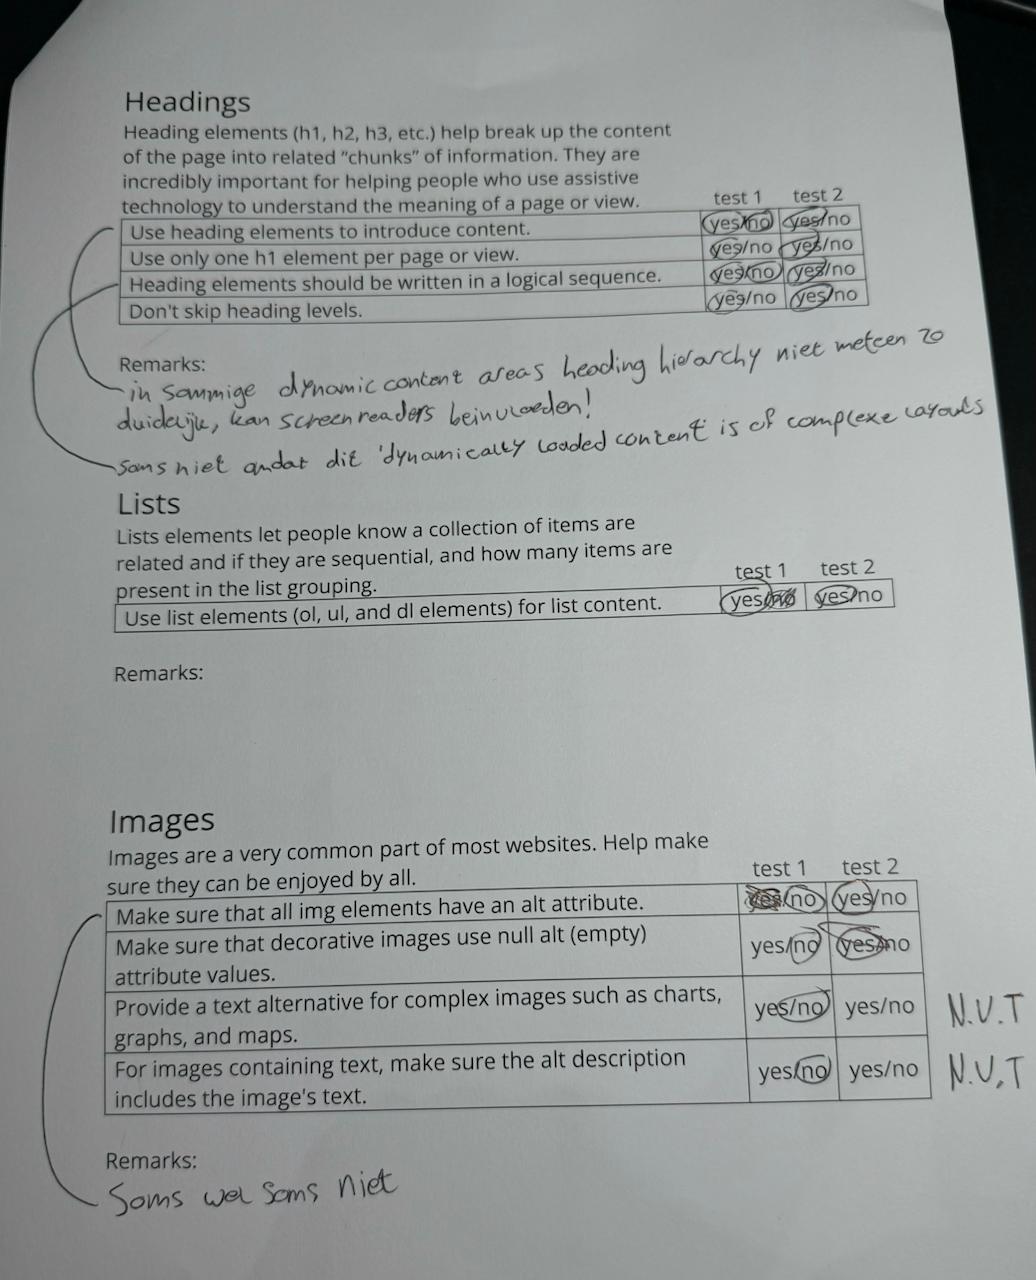 Headings
Heading elements (h1, h2, h3, etc.) help break up the content
of the page into related “chunks” of information. They are
incredibly important for helping people who use assistive
technology to understand the meaning of a page or view.
test 1 test 2
Use heading elements to introduce content. yes/no yes/no
Use only one h1 element per page or view. yes/no yes/no
Heading elements should be written in a logical sequence. yes/no yes/no
Don't skip heading levels. yes/no yes/no
Remarks:
in sommige dynamic content areas heading hierarchy niet meteen zo
duidelijk, kan screenreaders beinvloeden!
soms niet omdat dit 'dynamically loaded content' is of complexe layouts
Lists
Lists elements let people know a collection of items are
related and if they are sequential, and how many items are
present in the list grouping.
test 1 test 2
Use list elements (ol, ul, and dl elements) for list content. yes/no yes/no
Remarks:
Images
Images are a very common part of most websites. Help make
sure they can be enjoyed by all.
test 1 test 2
Make sure that all img elements have an alt attribute. yes/no yes/no
Make sure that decorative images use null alt (empty)
attribute values. yes/no yes/no
Provide a text alternative for complex images such as charts,
graphs, and maps. yes/no yes/no N.V.T
For images containing text, make sure the alt description
includes the image's text. yes/no yes/no N.V.T
Remarks:
Soms wel soms niet